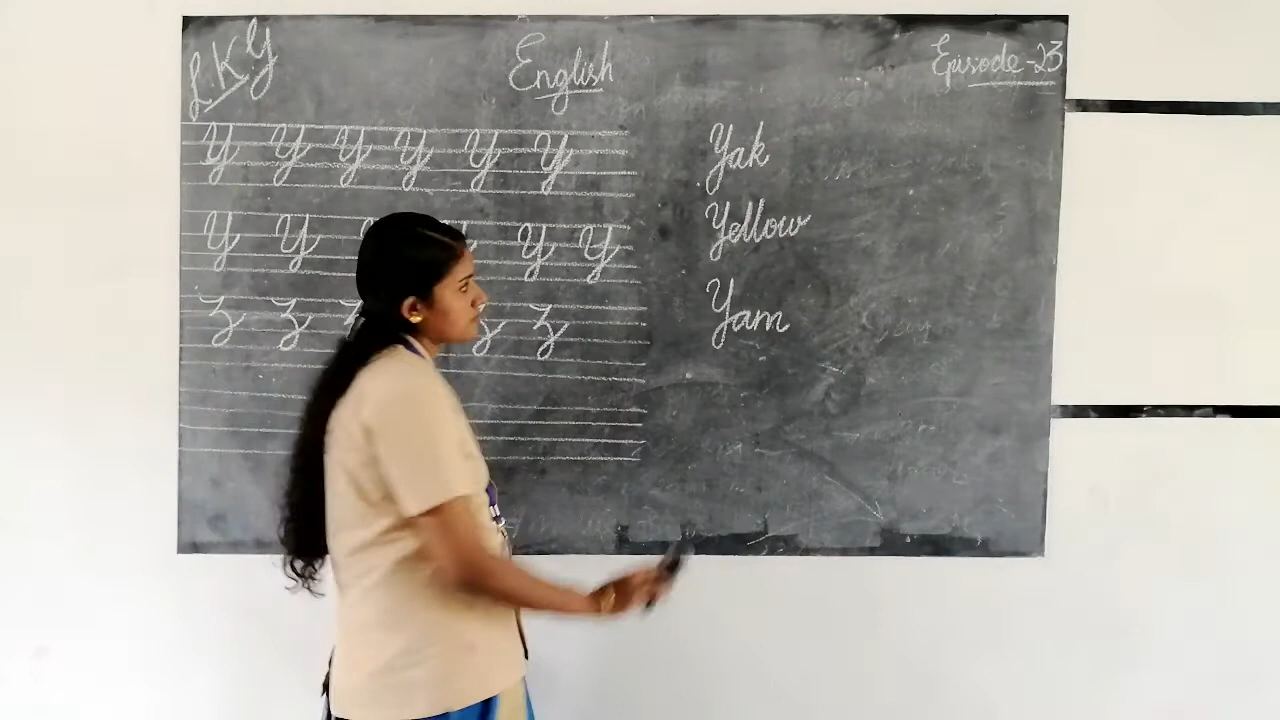 LKG
English
Episode-23
Y Y Y Y Y Y
Yak
Y Y Y Y
Yellow
z z z z
Yam